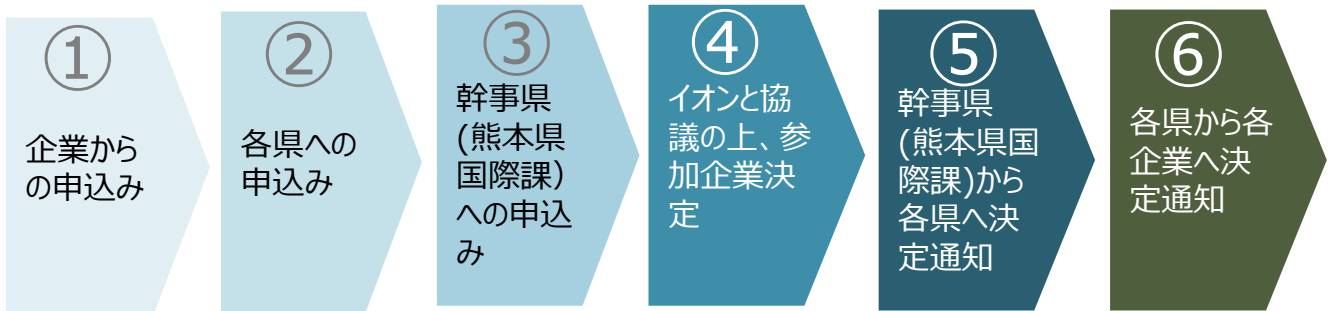 ①
企業から
の申込み
②
各県への
申込み
③
幹事県
(熊本県
国際課）
への申込
み
④
イオンと協
議の上、参
加企業決
定
⑤
幹事県
(熊本県国
際課)から
各県へ決
定通知
⑥
各県から各
企業へ決
定通知